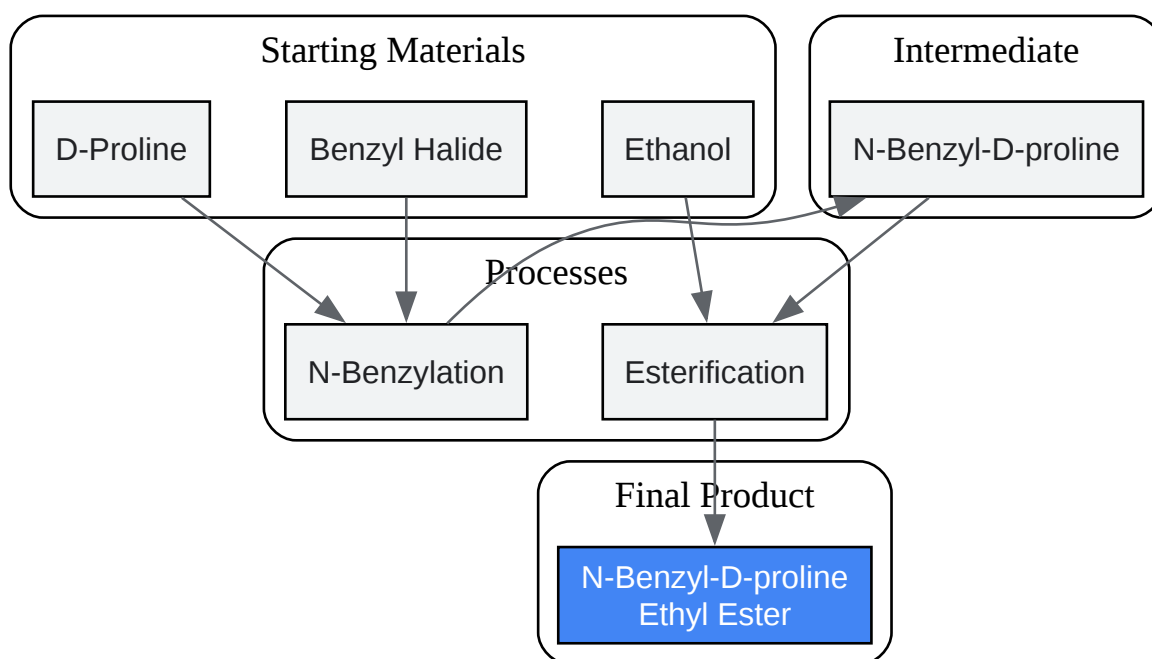 Starting Materials
Intermediate
D-Proline
Benzyl Halide
Ethanol
N-Benzyl-D-proline
Processes
N-Benzylation
Esterification
Final Product
N-Benzyl-D-proline
Ethyl Ester